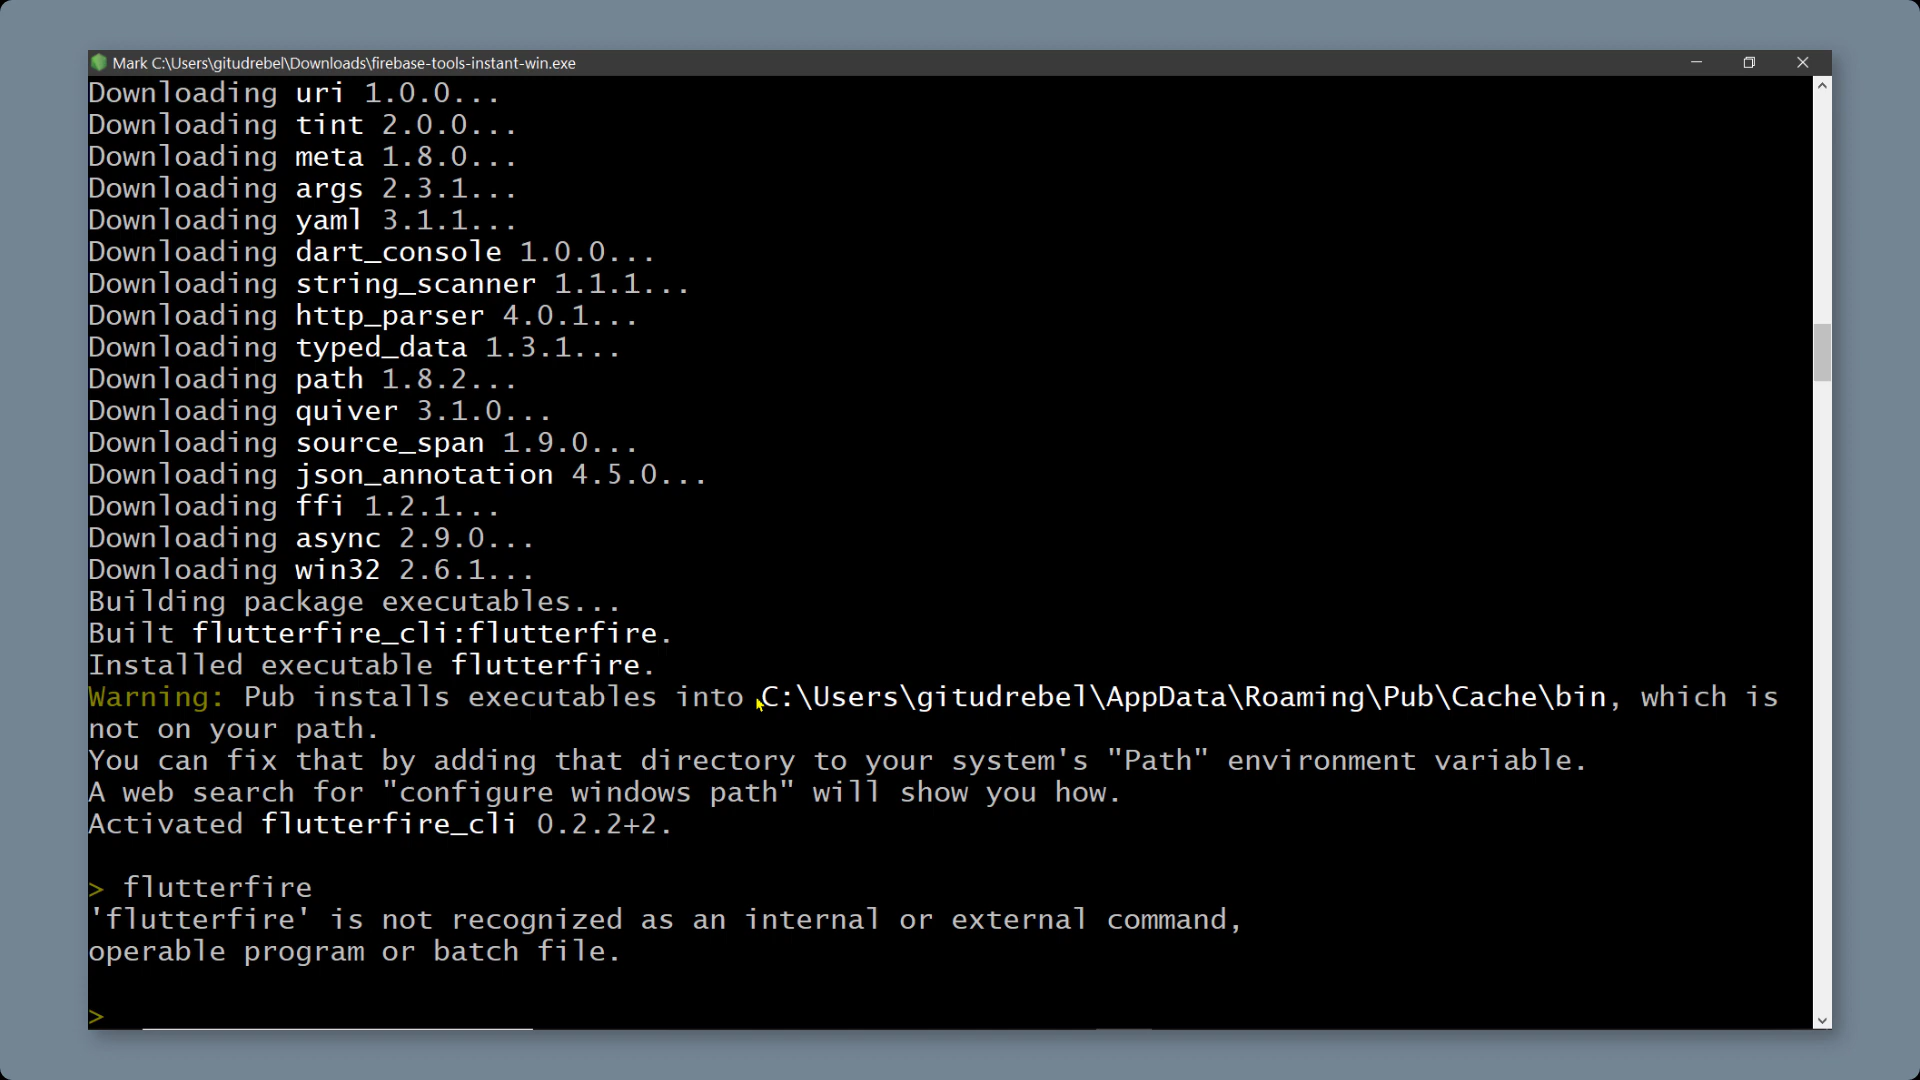 Mark C:\Users\gitudrebel\Downloads\firebase-tools-instant-win.exe
Downloading uri 1.0.0...
Downloading tint 2.0.0...
Downloading meta 1.8.0...
Downloading args 2.3.1...
Downloading yaml 3.1.1...
Downloading dart_console 1.0.0...
Downloading string_scanner 1.1.1...
Downloading http_parser 4.0.1...
Downloading typed_data 1.3.1...
Downloading path 1.8.2...
Downloading quiver 3.1.0...
Downloading source_span 1.9.0...
Downloading json_annotation 4.5.0...
Downloading ffi 1.2.1...
Downloading async 2.9.0...
Downloading win32 2.6.1...
Building package executables...
Built flutterfire_cli:flutterfire.
Installed executable flutterfire.
Warning: Pub installs executables into C:\Users\gitudrebel\AppData\Roaming\Pub\Cache\bin, which is
not on your path.
You can fix that by adding that directory to your system's "Path" environment variable.
A web search for "configure windows path" will show you how.
Activated flutterfire_cli 0.2.2+2.
> flutterfire
'flutterfire' is not recognized as an internal or external command,
operable program or batch file.
>